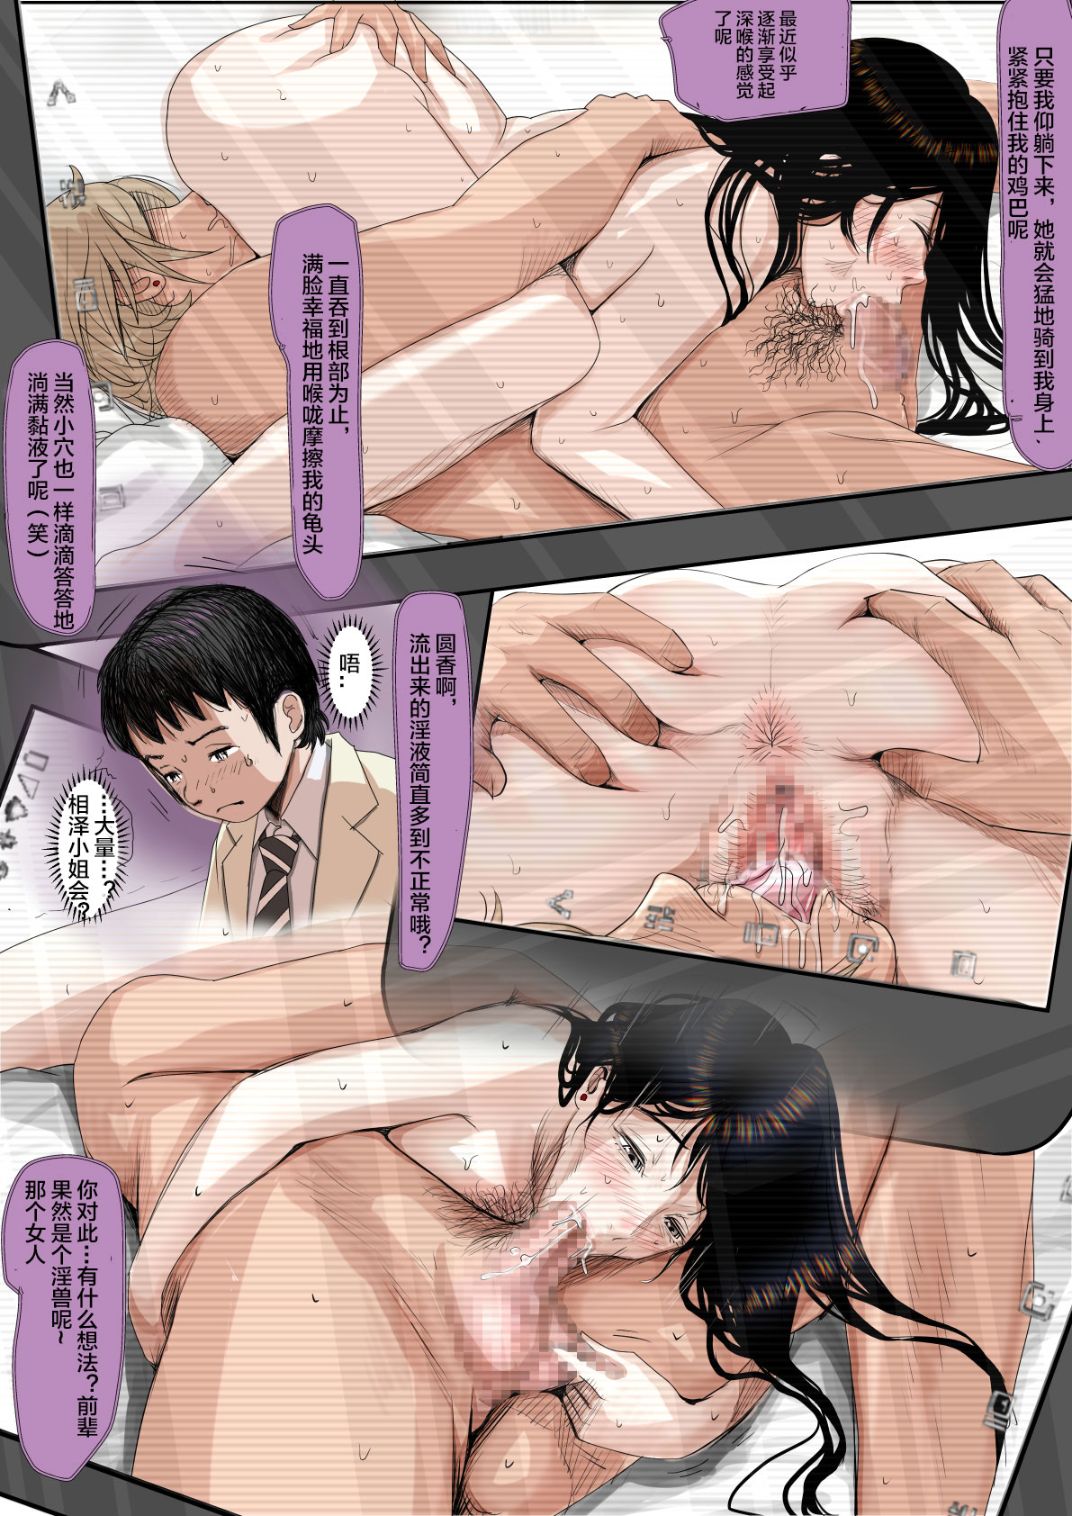 只要我仰躺下来，她就会猛地骑到我身上、
紧紧抱住我的鸡巴呢
最近似乎
逐渐享受起
深喉的感觉
了呢
一直吞到根部为止，
满脸幸福地用喉咙摩擦我的龟头
当然小穴也一样滴滴答答地
淌满黏液了呢（笑）
圆香啊，
流出来的淫液简直多到不正常哦？
唔…
…大量…？
相泽小姐会？
你对此…有什么想法？前辈
果然是个淫兽呢~
那个女人